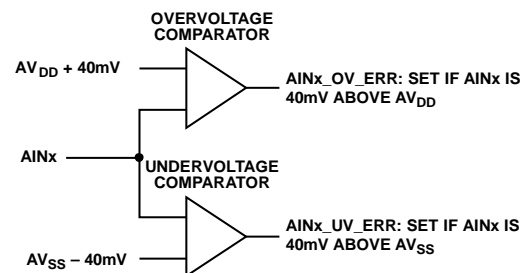 OVERVOLTAGE
COMPARATOR
AVDD + 40mV
AINx_OV_ERR: SET IF AINx IS
40mV ABOVE AVDD
AINx
UNDERVOLTAGE
COMPARATOR
AINx_UV_ERR: SET IF AINx IS
40mV ABOVE AVSS
AVSS – 40mV